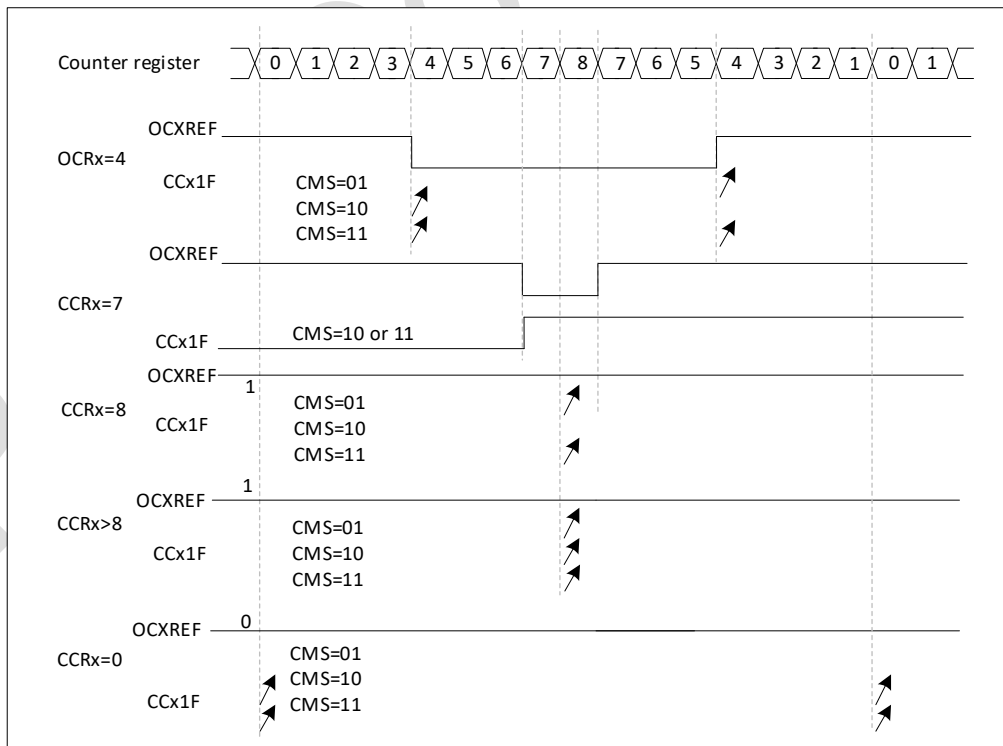 Counter register 0 1 2 3 4 5 6 7 8 7 6 5 4 3 2 1 0 1
OCXREF
OCRx=4
CCx1F
CMS=01
CMS=10
CMS=11
OCXREF
CCRx=7
CCx1F
CMS=10 or 11
OCXREF
1
CCRx=8
CCx1F
CMS=01
CMS=10
CMS=11
1
OCXREF
CCRx>8
CCx1F
CMS=01
CMS=10
CMS=11
0
OCXREF
CCRx=0
CCx1F
CMS=01
CMS=10
CMS=11